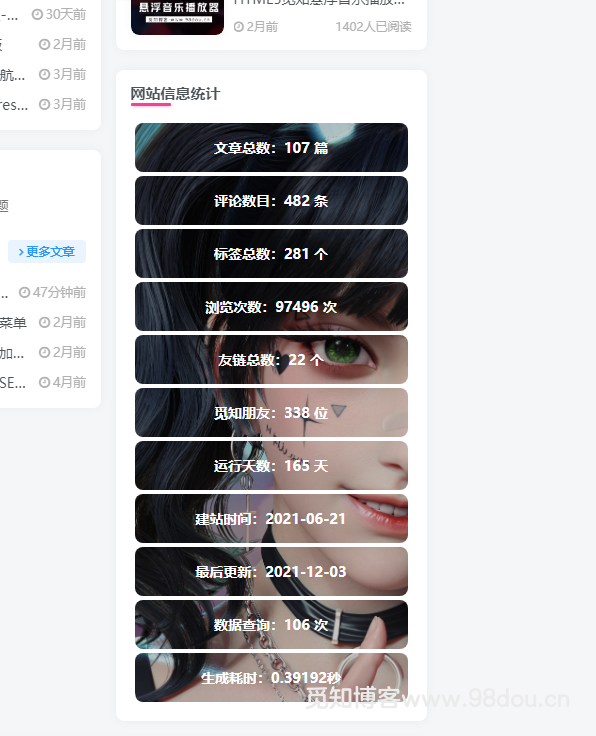 -...
30天前
2月前
航...
3月前
res...
3月前
题
更多文章
...
47分钟前
菜单
2月前
加...
2月前
SE...
4月前
悬浮音乐播放器
HTML5觅知悬浮音乐播放...
2月前
1402人已阅读
网站信息统计
文章总数：107 篇
评论数目：482 条
标签总数：281 个
浏览次数：97496 次
友链总数：22 个
觅知朋友：338 位
运行天数：165 天
建站时间：2021-06-21
最后更新：2021-12-03
数据查询：106 次
生成耗时：0.39192秒
觅知博客www.98dou.cn